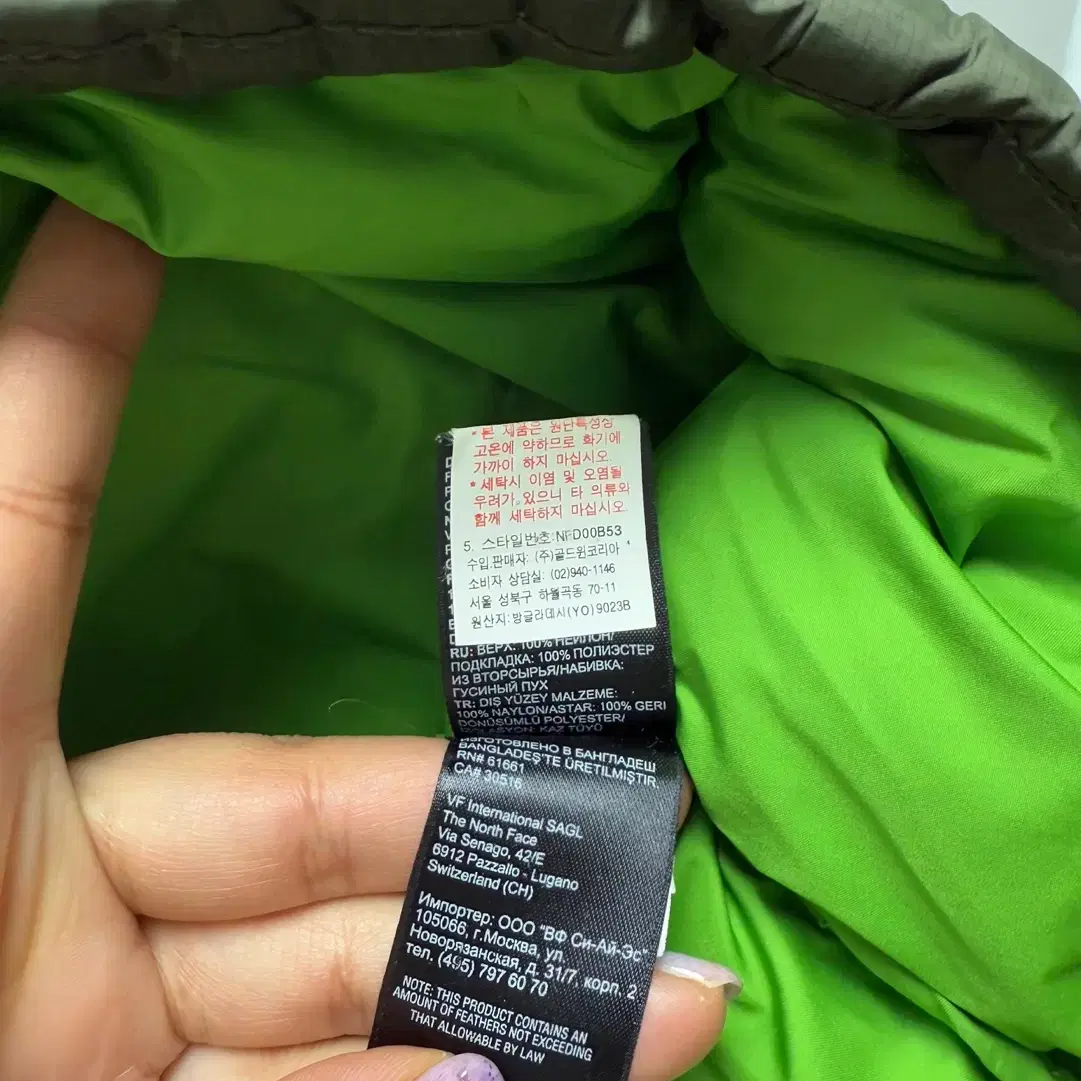 * 본 제품은 원단특성상
고온에 약하므로 화기에
가까이 하지 마십시오.
* 세탁시 이염 및 오염될
우려가 있으니 타 의류와
함께 세탁하지 마십시오.
5. 스타일번호:NFD00B53
수입.판매자: (주)골드윈코리아
소비자 상담실: (02)940-1146
서울 성북구 하월곡동 70-11
원산지:방글라데시(YO) 9023B
RU: ВЕРХ: 100% НЕЙЛОН/
ПОДКЛАДКА: 100% ПОЛИЭСТЕР
ИЗ ВТОРСЫРЬЯ/НАБИВКА:
ГУСИНЫЙ ПУХ
TR: DIŞ YÜZEY MALZEME:
100% NAYLON/ASTAR: 100% GERİ
DÖNÜŞÜMLÜ POLYESTER/
İZOLASYON: KAZ TÜYÜ
ИЗГОТОВЛЕНО В БАНГЛАДЕШ
BANGLADEŞ'TE ÜRETİLMİŞTİR.
RN# 61661
CA# 30516
VF International SAGL
The North Face
Via Senago, 42/E
6912 Pazzallo - Lugano
Switzerland (CH)
Импортер: ООО "ВФ Си-Ай-Эс"
105066, г.Москва, ул.
Новорязанская, д. 31/7, корп. 2
тел. (495) 797 60 70
NOTE: THIS PRODUCT CONTAINS AN
AMOUNT OF FEATHERS NOT EXCEEDING
THAT ALLOWABLE BY LAW